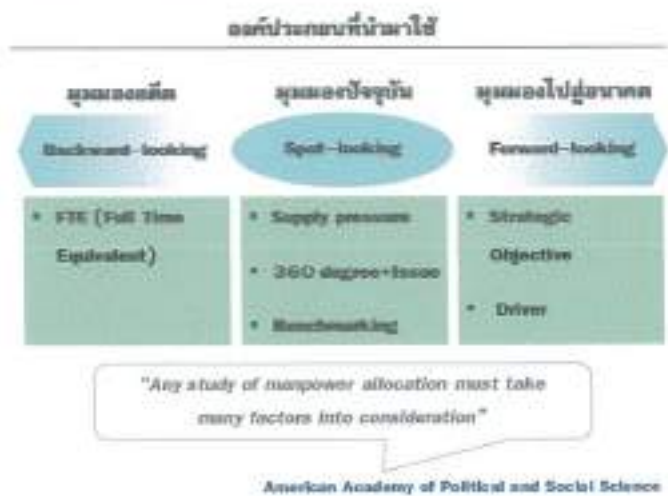 องค์ประกอบที่นำมาใช้
มุมมองอดีต
มุมมองปัจจุบัน
มุมมองไปสู่อนาคต
Backward-looking
Spot-looking
Forward-looking
• FTE (Full Time
Equivalent)
• Supply pressure
• 360 degree+Issue
• Benchmarking
• Strategic
Objective
• Driver
"Any study of manpower allocation must take
many factors into consideration"
American Academy of Political and Social Science